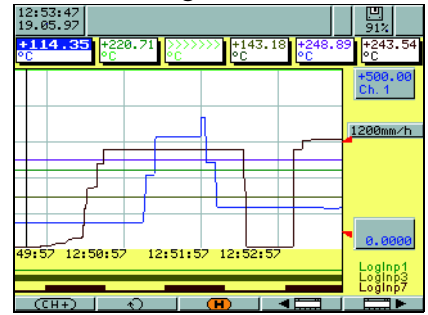 12:53:47
19.05.97
91%
+114.35 +220.71 >>>>>>> +143.18 +248.89 +243.54
°C °C °C °C °C °C
+500.00
Ch.1
1200mm/h
0.0000
49:57 12:50:57 12:51:57 12:52:57
LogInp1
LogInp3
LogInp7
(CH+) H